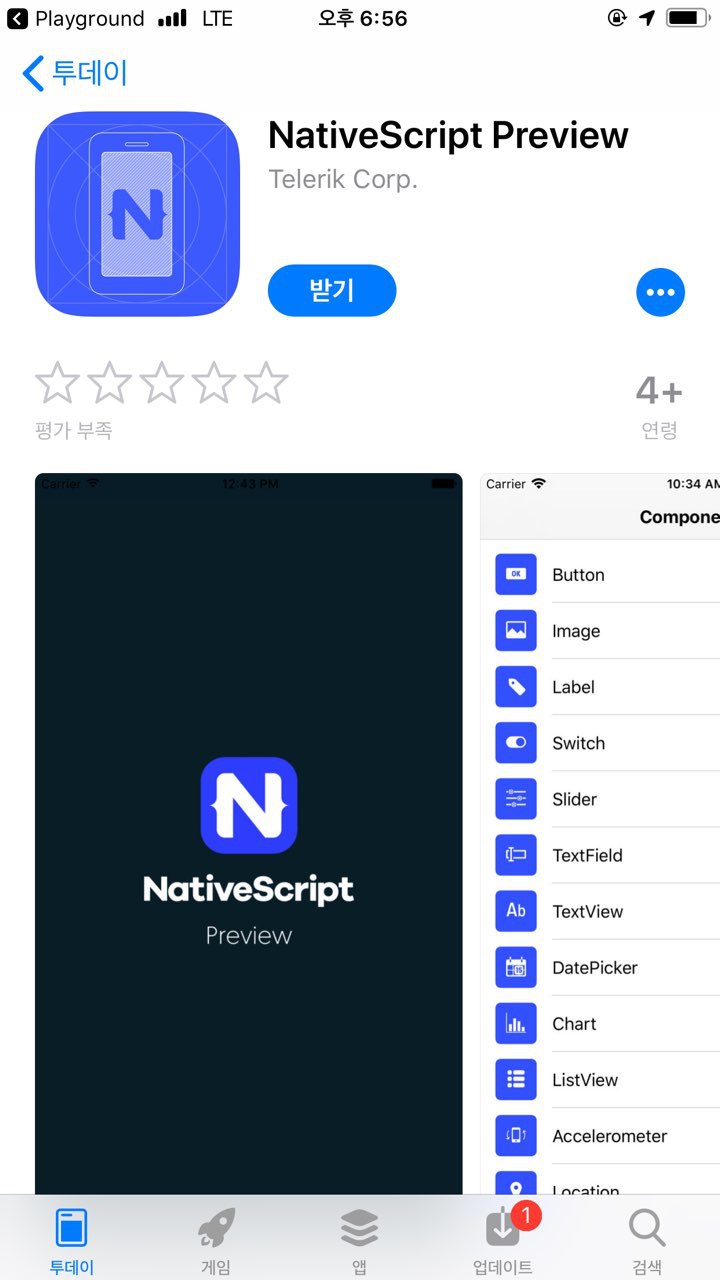 Playground LTE 오후 6:56
투데이
NativeScript Preview
Telerik Corp.
받기
평가 부족
4+
연령
Carrier 12:43 PM
NativeScript
Preview
Carrier 10:34 AM
Compone
OK Button
Image
Label
Switch
Slider
TextField
Ab TextView
DatePicker
Chart
ListView
Accelerometer
Location
투데이
게임
앱
업데이트
1
검색